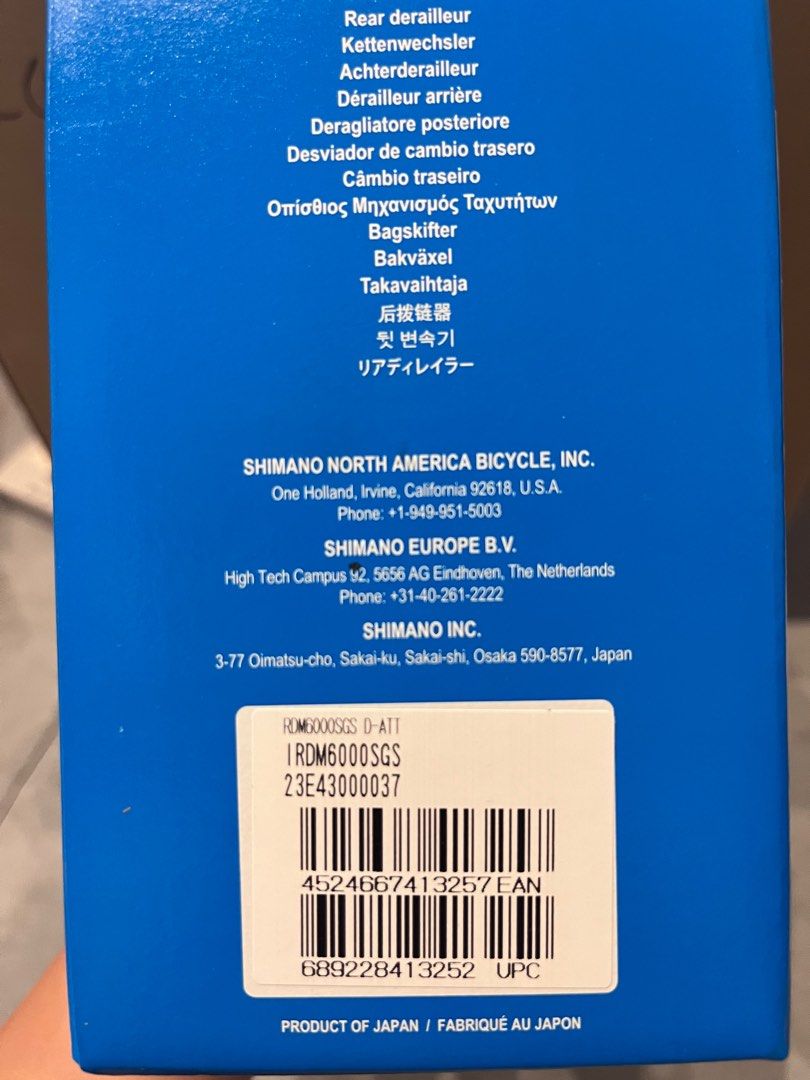 Rear derailleur
Kettenwechsler
Achterderailleur
Dérailleur arrière
Deragliatore posteriore
Desviador de cambio trasero
Câmbio traseiro
Οπίσθιος Μηχανισμός Ταχυτήτων
Bagskifter
Bakväxel
Takavaihtaja
后拨链器
뒷 변속기
リアディレイラー
SHIMANO NORTH AMERICA BICYCLE, INC.
One Holland, Irvine, California 92618, U.S.A.
Phone: +1-949-951-5003
SHIMANO EUROPE B.V.
High Tech Campus 92, 5656 AG Eindhoven, The Netherlands
Phone: +31-40-261-2222
SHIMANO INC.
3-77 Oimatsu-cho, Sakai-ku, Sakai-shi, Osaka 590-8577, Japan
RDM6000SGS D-ATT
IRDM6000SGS
23E43000037
4524667413257 EAN
689228413252 UPC
PRODUCT OF JAPAN / FABRIQUÉ AU JAPON